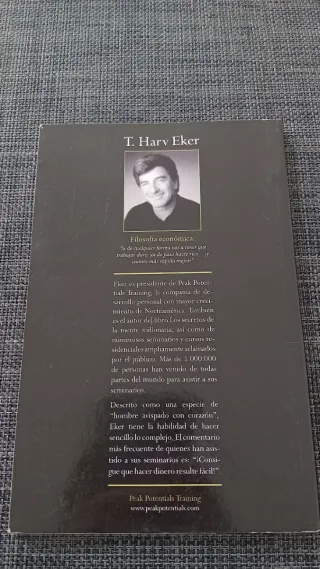 T. Harv Eker
Filosofía económica:
"Si de cualquier forma vas a tener que
trabajar duro, ya de paso hazte rico y
cuanto más rápido mejor"
Eker es presidente de Peak Poten-
tials Training, la compañía de de-
sarrollo personal con mayor creci-
miento de Norteamérica. También
es el autor del libro Los secretos de
la mente millonaria, así como de
numerosos seminarios y cursos re-
sidenciales ampliamente aclamados
por el público. Más de 1.000.000
de personas han venido de todas
partes del mundo para asistir a sus
seminarios.
Descrito como una especie de
"hombre avispado con corazón",
Eker tiene la habilidad de hacer
sencillo lo complejo. El comentario
más frecuente de quienes han asis-
tido a sus seminarios es: "¡Consi-
gue que hacer dinero resulte fácil!".
Peak Potentials Training
www.peakpotentials.com